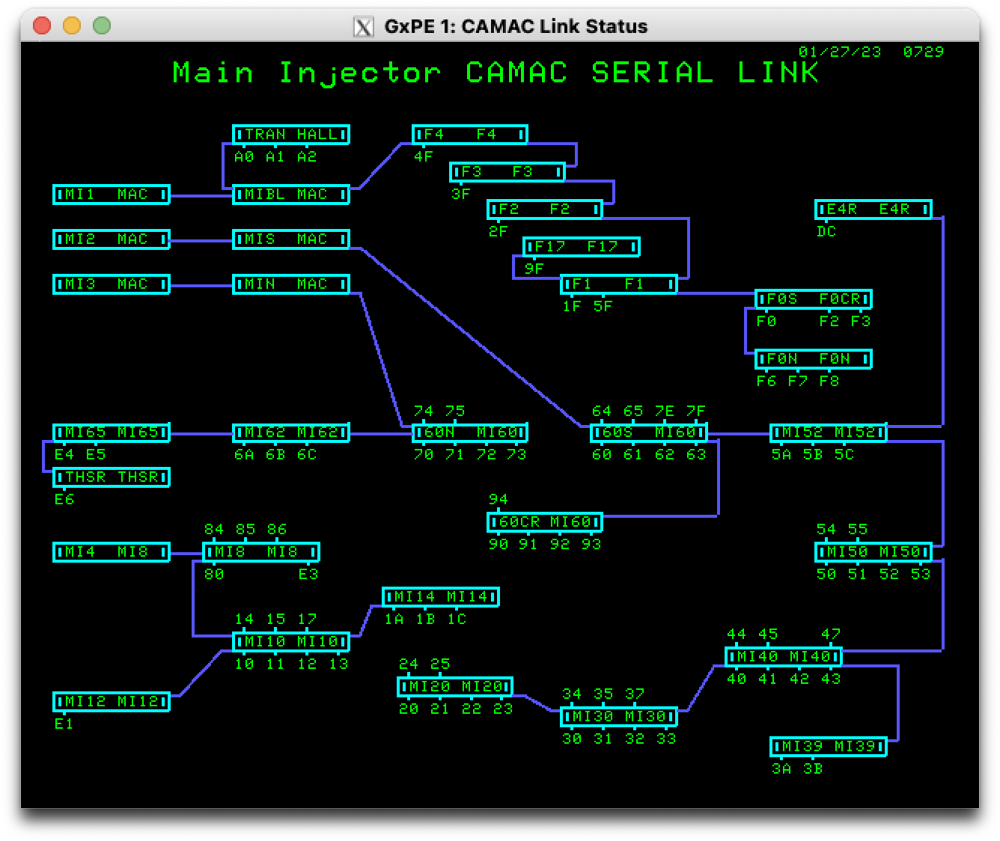 GxPE 1: CAMAC Link Status
01/27/23 0729
Main Injector CAMAC SERIAL LINK
TRAN HALL
A0 A1 A2
F4 F4
4F
F3 F3
3F
MI1 MAC
MIBL MAC
F2 F2
2F
E4R E4R
DC
MI2 MAC
MIS MAC
F17 F17
9F
MI3 MAC
MIN MAC
F1 F1
1F 5F
F0S F0CR
F0 F2 F3
F0N F0N
F6 F7 F8
74 75
64 65 7E 7F
MI65 MI65
MI62 MI62
60N MI60
60S MI60
MI52 MI52
E4 E5
6A 6B 6C
70 71 72 73
60 61 62 63
5A 5B 5C
THSR THSR
E6
94
60CR MI60
90 91 92 93
84 85 86
54 55
MI4 MI8
MI8 MI8
MI50 MI50
80 E3
50 51 52 53
MI14 MI14
1A 1B 1C
14 15 17
MI10 MI10
10 11 12 13
44 45 47
MI40 MI40
40 41 42 43
24 25
MI20 MI20
20 21 22 23
MI12 MI12
E1
34 35 37
MI30 MI30
30 31 32 33
MI39 MI39
3A 3B